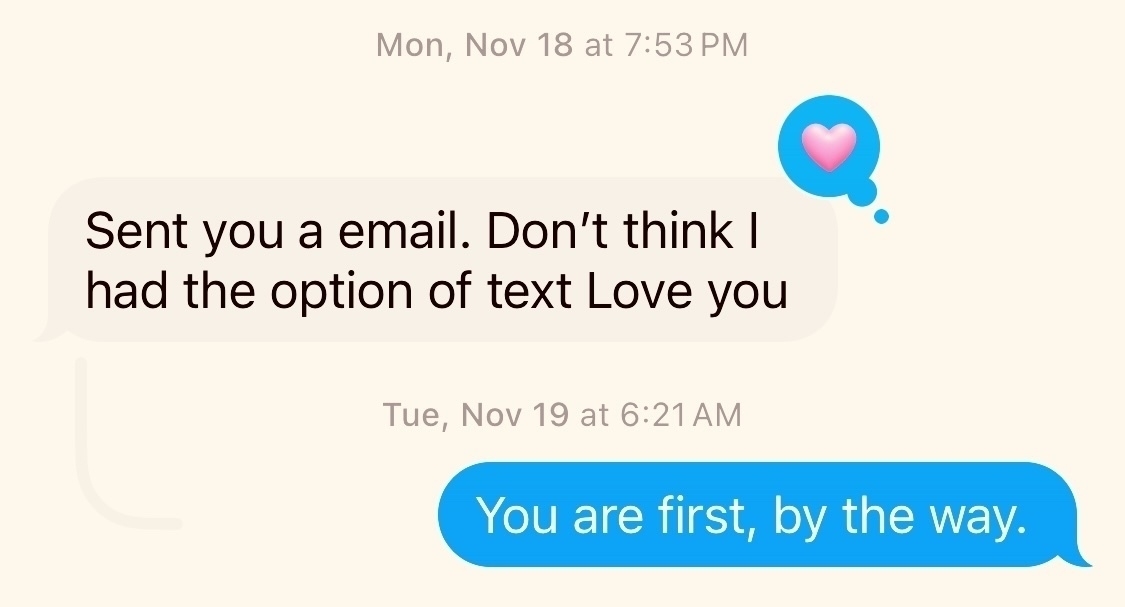 Mon, Nov 18 at 7:53 PM
Sent you a email. Don’t think I
had the option of text Love you
Tue, Nov 19 at 6:21 AM
You are first, by the way.